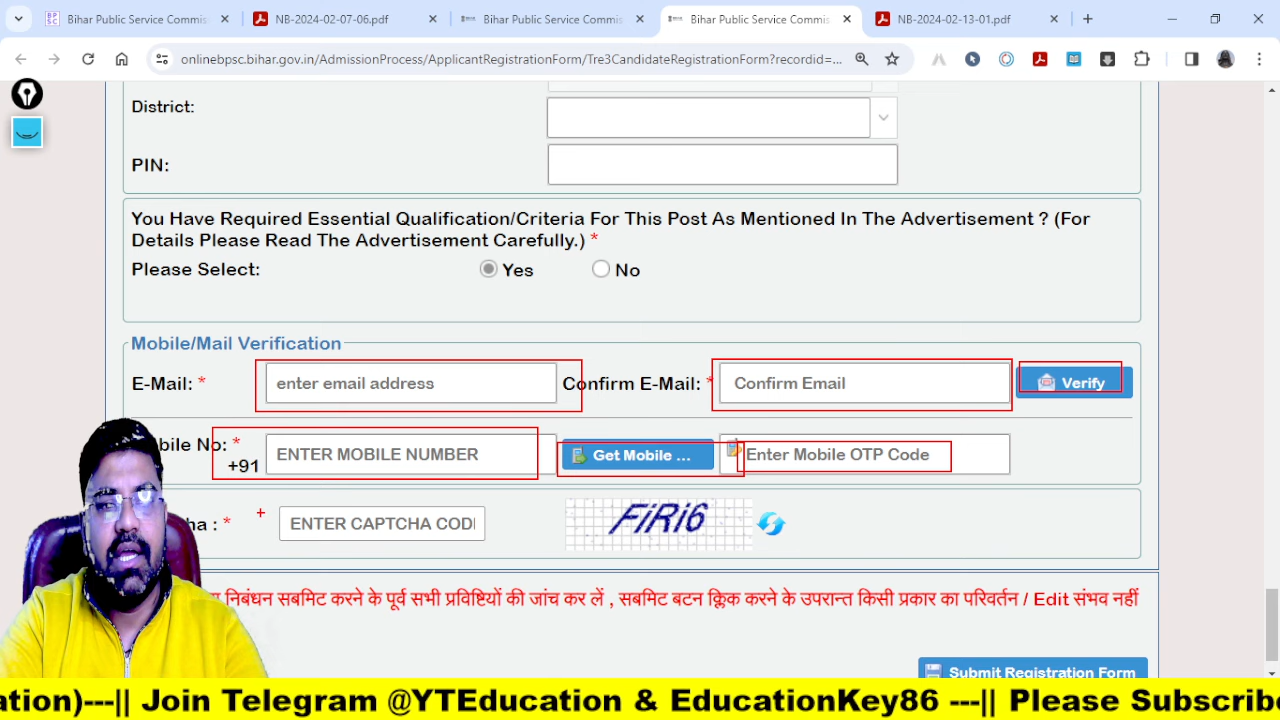 Bihar Public Service Commis
NB-2024-02-07-06.pdf
Bihar Public Service Commis
Bihar Public Service Commis
NB-2024-02-13-01.pdf
onlinebpsc.bihar.gov.in/AdmissionProcess/ApplicantRegistrationForm/Tre3CandidateRegistrationForm?recordid=...
District:
PIN:
You Have Required Essential Qualification/Criteria For This Post As Mentioned In The Advertisement ? (For
Details Please Read The Advertisement Carefully.) *
Please Select: Yes No
Mobile/Mail Verification
E-Mail: * enter email address Confirm E-Mail: * Confirm Email Verify
bile No: *
+91 ENTER MOBILE NUMBER Get Mobile ... Enter Mobile OTP Code
ha : * ENTER CAPTCHA CODI FiRi6
निबंधन सबमिट करने के पूर्व सभी प्रविष्टियों की जांच कर लें , सबमिट बटन क्लिक करने के उपरान्त किसी प्रकार का परिवर्तन / Edit संभव नहीं
Submit Registration Form
ation)---|| Join Telegram @YTEducation & EducationKey86 ---|| Please Subscribe